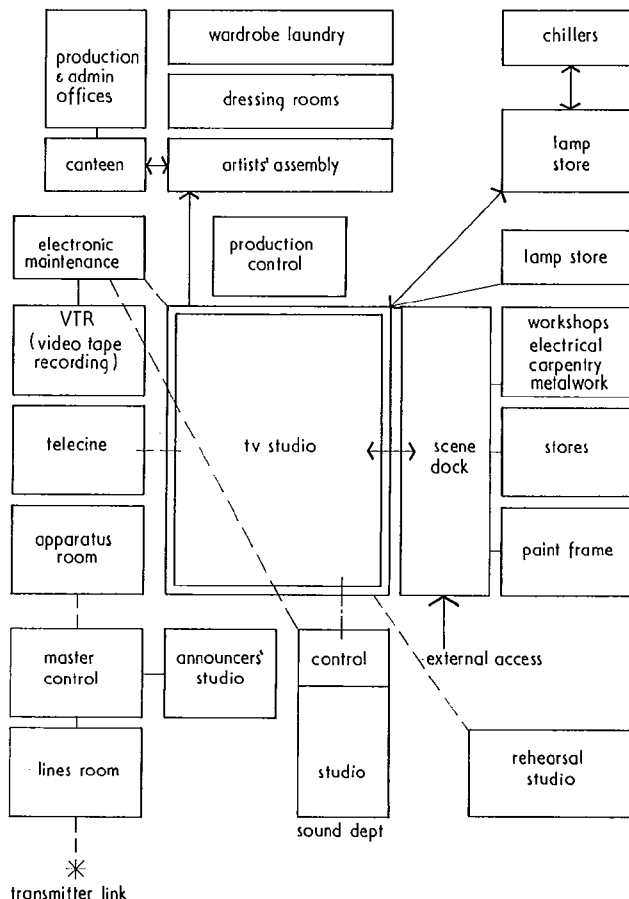 wardrobe laundry
chillers
production
& admin
offices
dressing rooms
canteen
artists' assembly
lamp
store
electronic
maintenance
production
control
lamp store
VTR
(video tape
recording)
workshops
electrical
carpentry
metalwork
telecine
tv studio
scene
dock
stores
apparatus
room
paint frame
master
control
announcers'
studio
control
external access
lines room
studio
rehearsal
studio
sound dept
transmitter link